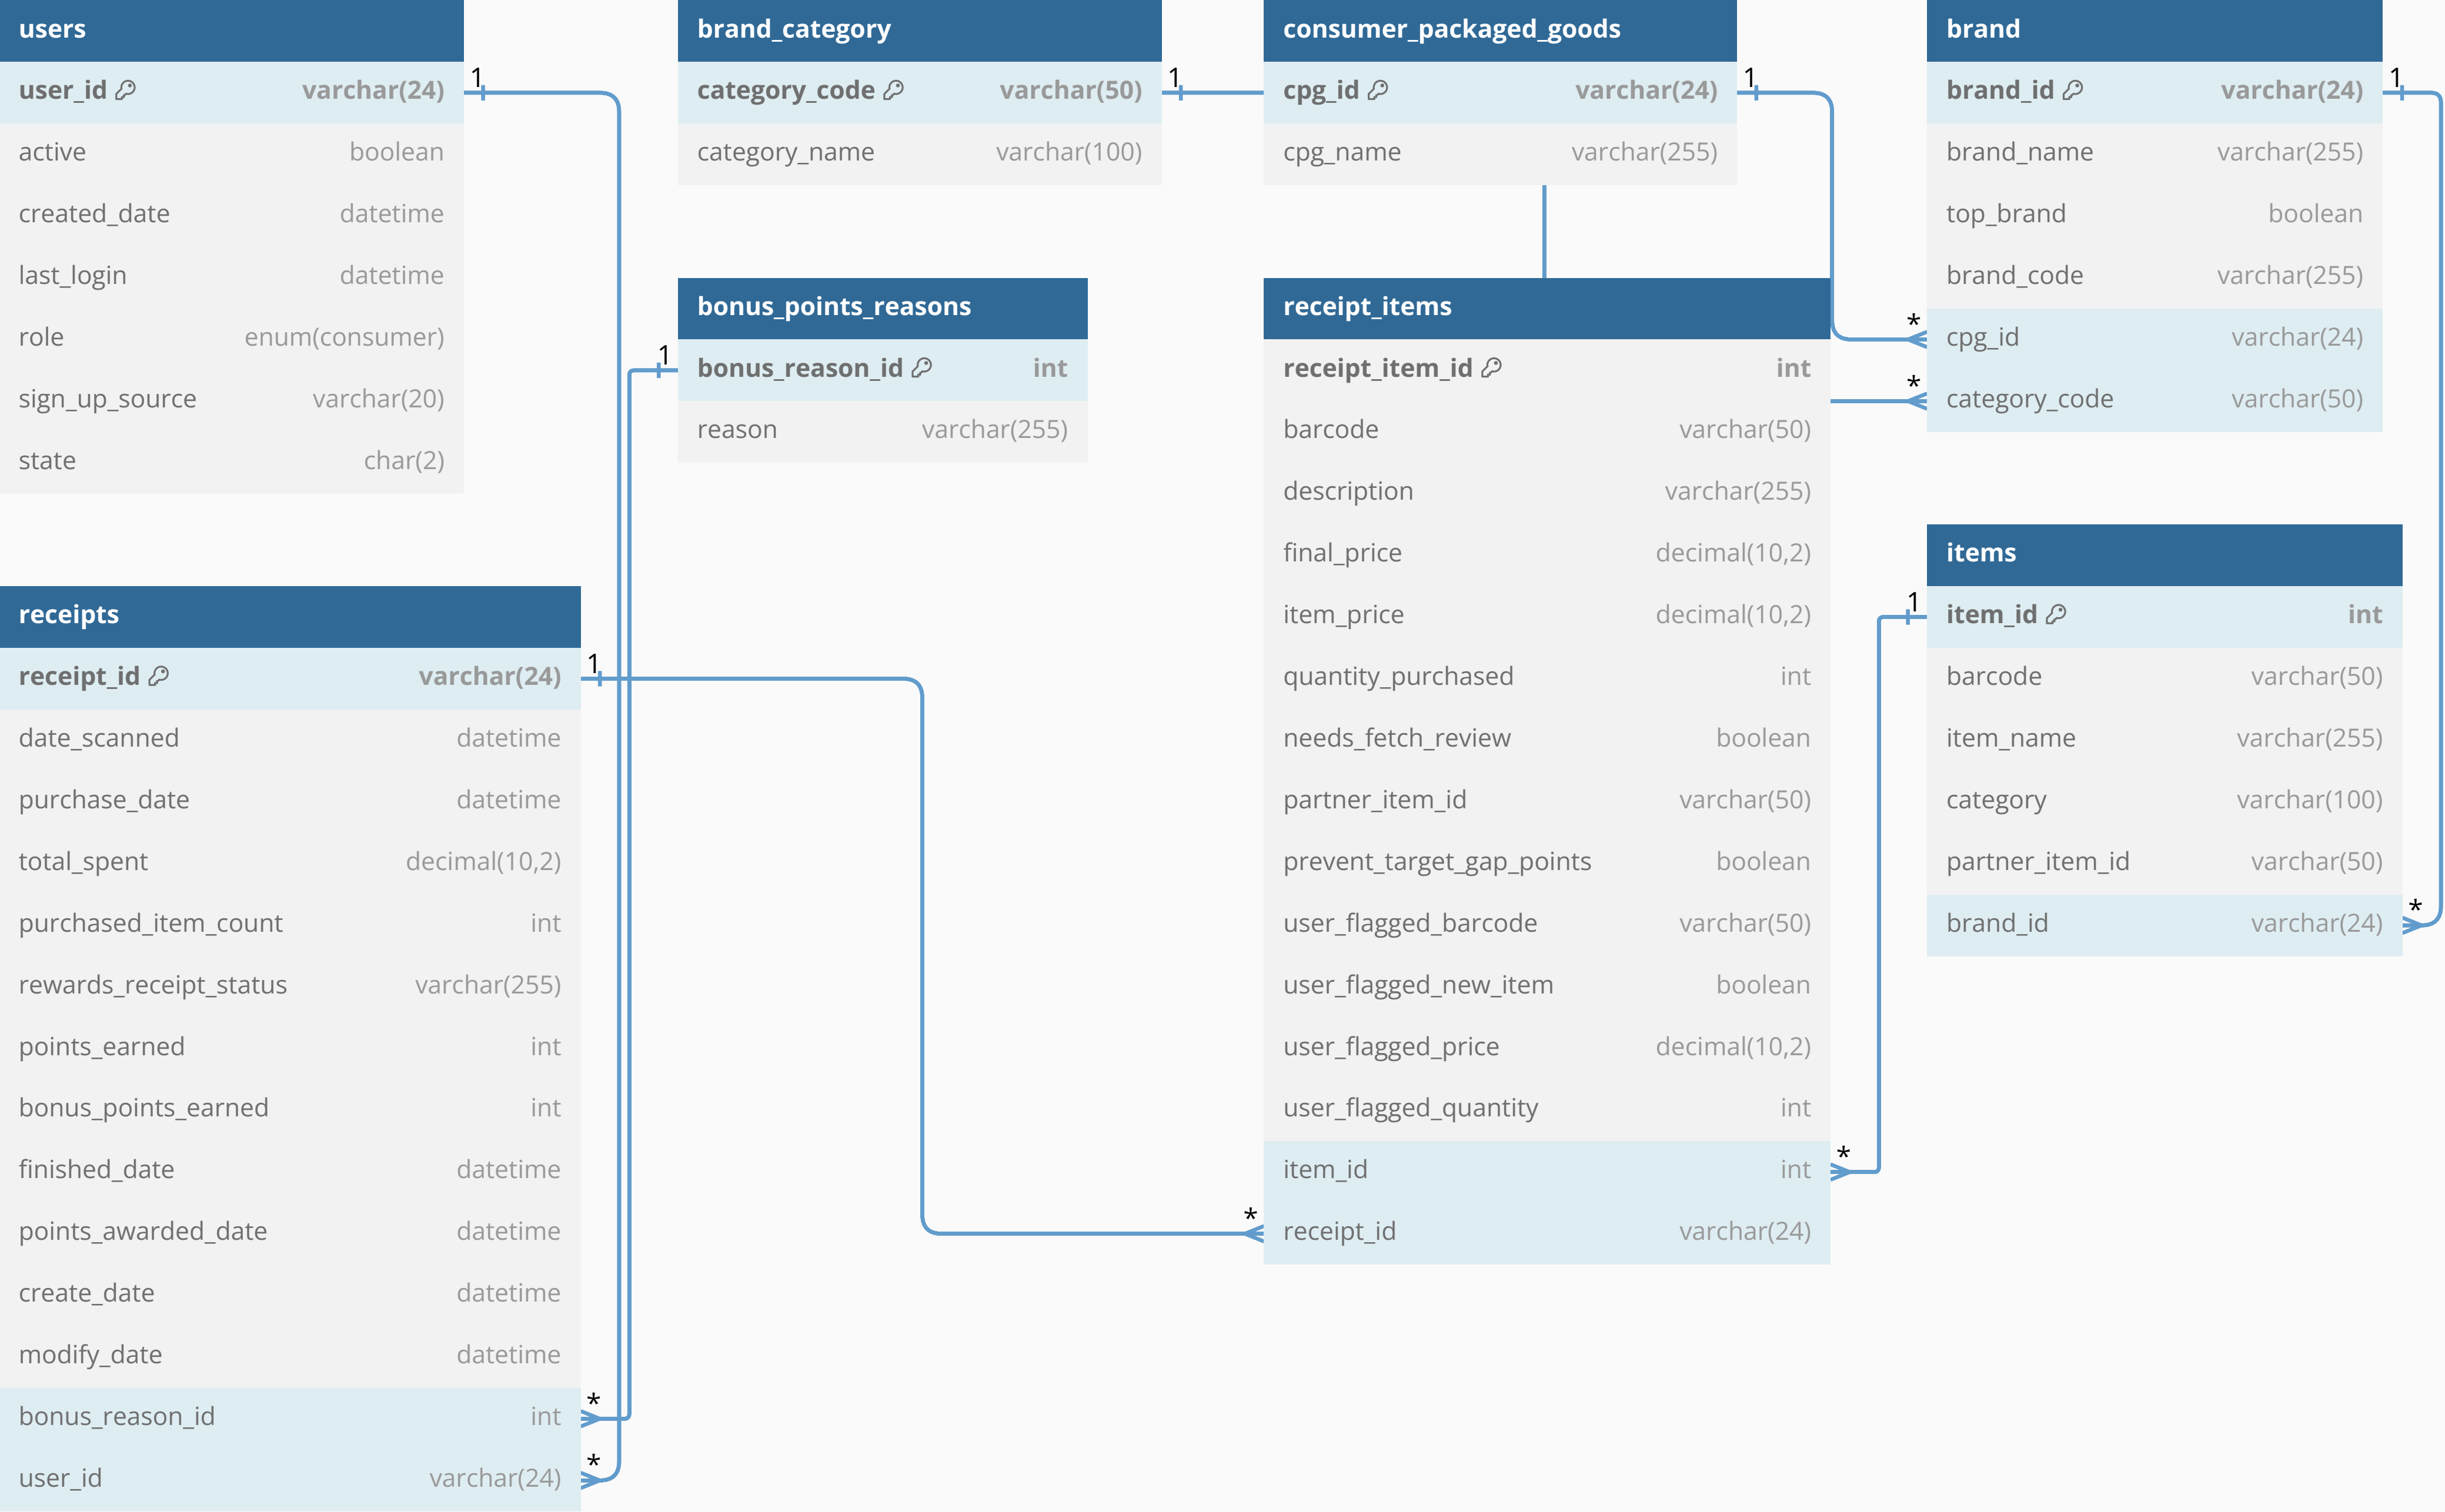 users
user_id varchar(24)
active boolean
created_date datetime
last_login datetime
role enum(consumer)
sign_up_source varchar(20)
state char(2)
1
brand_category
category_code varchar(50)
category_name varchar(100)
1
consumer_packaged_goods
cpg_id varchar(24)
cpg_name varchar(255)
1
brand
brand_id varchar(24)
brand_name varchar(255)
top_brand boolean
brand_code varchar(255)
cpg_id varchar(24)
category_code varchar(50)
1
*
*
bonus_points_reasons
bonus_reason_id int
reason varchar(255)
1
receipt_items
receipt_item_id int
barcode varchar(50)
description varchar(255)
final_price decimal(10,2)
item_price decimal(10,2)
quantity_purchased int
needs_fetch_review boolean
partner_item_id varchar(50)
prevent_target_gap_points boolean
user_flagged_barcode varchar(50)
user_flagged_new_item boolean
user_flagged_price decimal(10,2)
user_flagged_quantity int
item_id int
receipt_id varchar(24)
*
*
items
item_id int
barcode varchar(50)
item_name varchar(255)
category varchar(100)
partner_item_id varchar(50)
brand_id varchar(24)
1
*
receipts
receipt_id varchar(24)
date_scanned datetime
purchase_date datetime
total_spent decimal(10,2)
purchased_item_count int
rewards_receipt_status varchar(255)
points_earned int
bonus_points_earned int
finished_date datetime
points_awarded_date datetime
create_date datetime
modify_date datetime
bonus_reason_id int
user_id varchar(24)
1
*
*